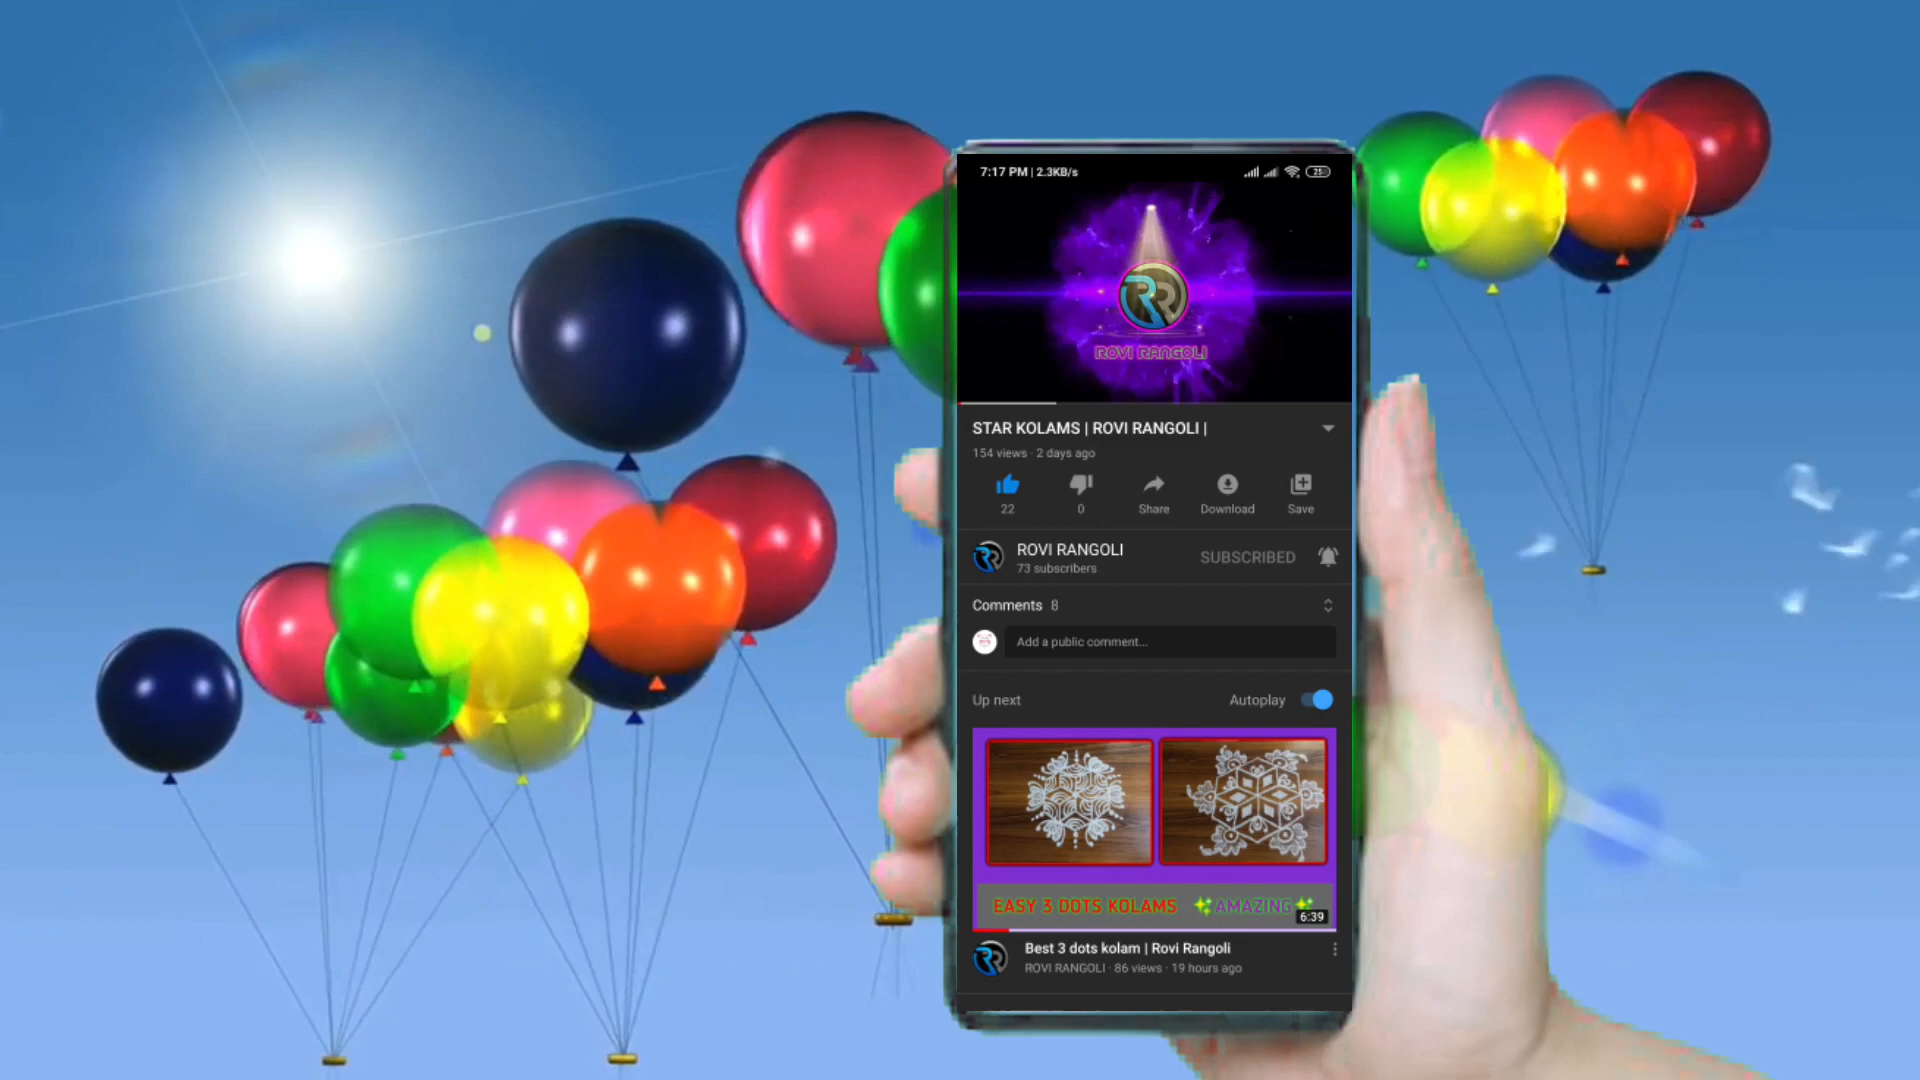 7:17 PM | 2.3KB/s
25
RR
ROVI RANGOLI
STAR KOLAMS | ROVI RANGOLI |
154 views · 2 days ago
22
0
Share
Download
Save
ROVI RANGOLI
73 subscribers
SUBSCRIBED
Comments 8
Add a public comment...
Up next
Autoplay
EASY 3 DOTS KOLAMS ✨AMAZING✨
6:39
Best 3 dots kolam | Rovi Rangoli
ROVI RANGOLI · 86 views · 19 hours ago